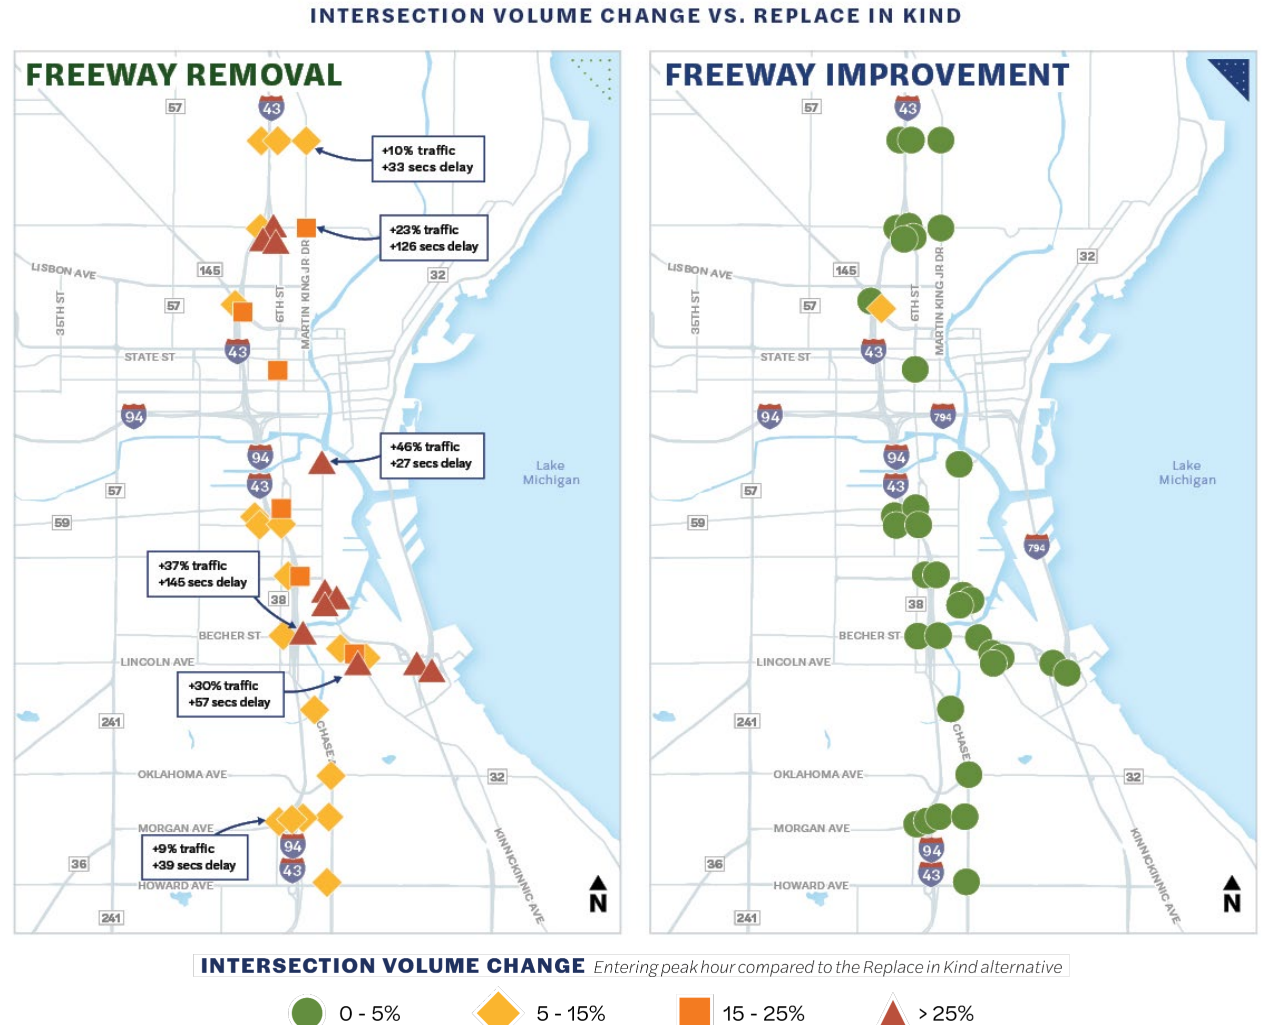 INTERSECTION VOLUME CHANGE VS. REPLACE IN KIND
FREEWAY REMOVAL
57
43
+10% traffic
+33 secs delay
+23% traffic
+126 secs delay
LISBON AVE
145
32
35TH ST
57
6TH ST
MARTIN KING JR DR
STATE ST
43
94
94
+46% traffic
+27 secs delay
43
57
59
Lake
Michigan
+37% traffic
+145 secs delay
38
BECHER ST
LINCOLN AVE
+30% traffic
+57 secs delay
241
CHASE
OKLAHOMA AVE
32
MORGAN AVE
+9% traffic
+39 secs delay
94
43
36
HOWARD AVE
KINNICKINNIC AVE
241
N
FREEWAY IMPROVEMENT
57
43
LISBON AVE
145
32
35TH ST
57
6TH ST
MARTIN KING JR DR
STATE ST
43
94
794
94
43
57
59
Lake
Michigan
794
38
BECHER ST
LINCOLN AVE
241
CHASE
OKLAHOMA AVE
32
MORGAN AVE
94
43
36
HOWARD AVE
KINNICKINNIC AVE
241
N
INTERSECTION VOLUME CHANGE Entering peak hour compared to the Replace in Kind alternative
0 - 5%
5 - 15%
15 - 25%
> 25%